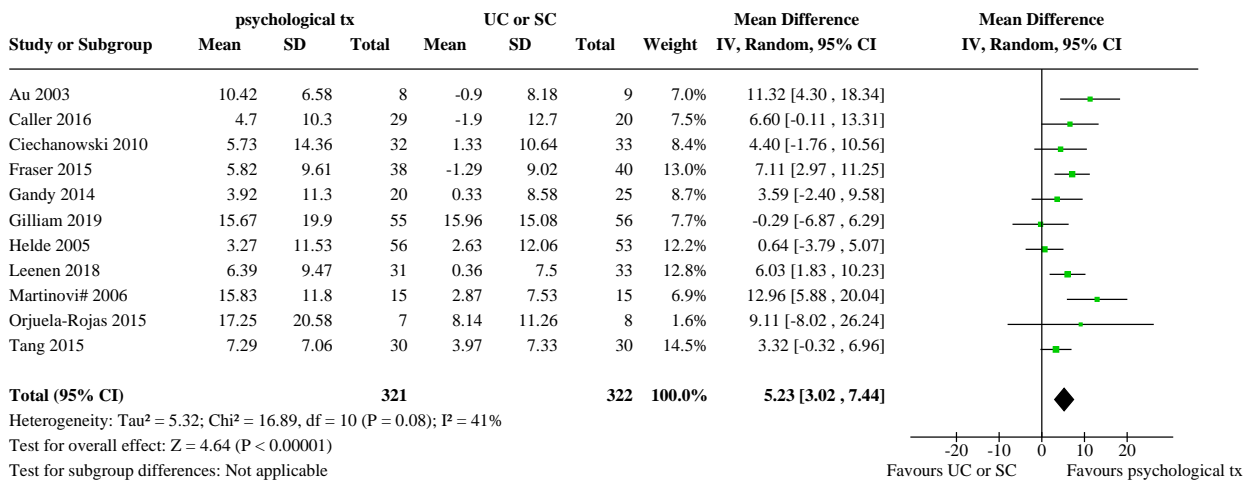 psychological tx UC or SC Mean Difference Mean Difference
Study or Subgroup Mean SD Total Mean SD Total Weight IV, Random, 95% CI IV, Random, 95% CI
Au 2003 10.42 6.58 8 -0.9 8.18 9 7.0% 11.32 [4.30 , 18.34]
Caller 2016 4.7 10.3 29 -1.9 12.7 20 7.5% 6.60 [-0.11 , 13.31]
Ciechanowski 2010 5.73 14.36 32 1.33 10.64 33 8.4% 4.40 [-1.76 , 10.56]
Fraser 2015 5.82 9.61 38 -1.29 9.02 40 13.0% 7.11 [2.97 , 11.25]
Gandy 2014 3.92 11.3 20 0.33 8.58 25 8.7% 3.59 [-2.40 , 9.58]
Gilliam 2019 15.67 19.9 55 15.96 15.08 56 7.7% -0.29 [-6.87 , 6.29]
Helde 2005 3.27 11.53 56 2.63 12.06 53 12.2% 0.64 [-3.79 , 5.07]
Leenen 2018 6.39 9.47 31 0.36 7.5 33 12.8% 6.03 [1.83 , 10.23]
Martinovi# 2006 15.83 11.8 15 2.87 7.53 15 6.9% 12.96 [5.88 , 20.04]
Orjuela-Rojas 2015 17.25 20.58 7 8.14 11.26 8 1.6% 9.11 [-8.02 , 26.24]
Tang 2015 7.29 7.06 30 3.97 7.33 30 14.5% 3.32 [-0.32 , 6.96]
Total (95% CI) 321 322 100.0% 5.23 [3.02 , 7.44]
Heterogeneity: Tau² = 5.32; Chi² = 16.89, df = 10 (P = 0.08); I² = 41%
Test for overall effect: Z = 4.64 (P < 0.00001)
Test for subgroup differences: Not applicable
-20 -10 0 10 20
Favours UC or SC Favours psychological tx